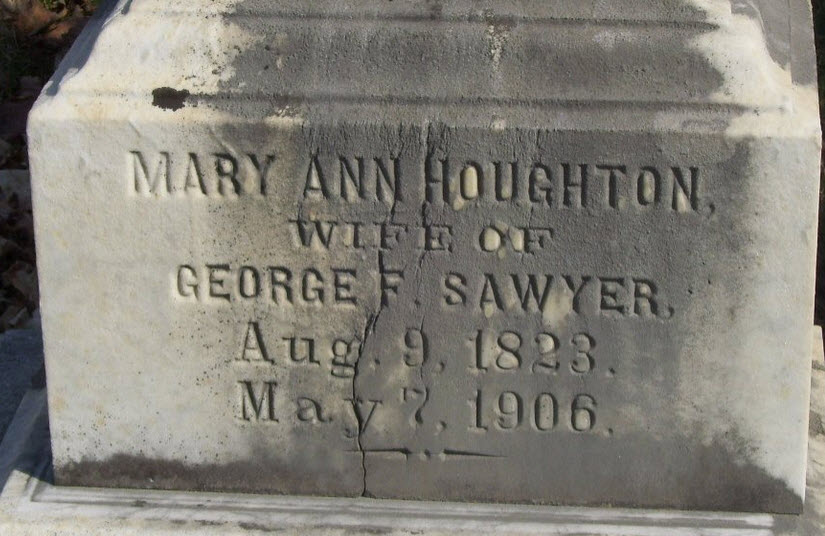 MARY ANN HOUGHTON,
WIFE OF
GEORGE F. SAWYER,
Aug. 9, 1823.
May 7, 1906.